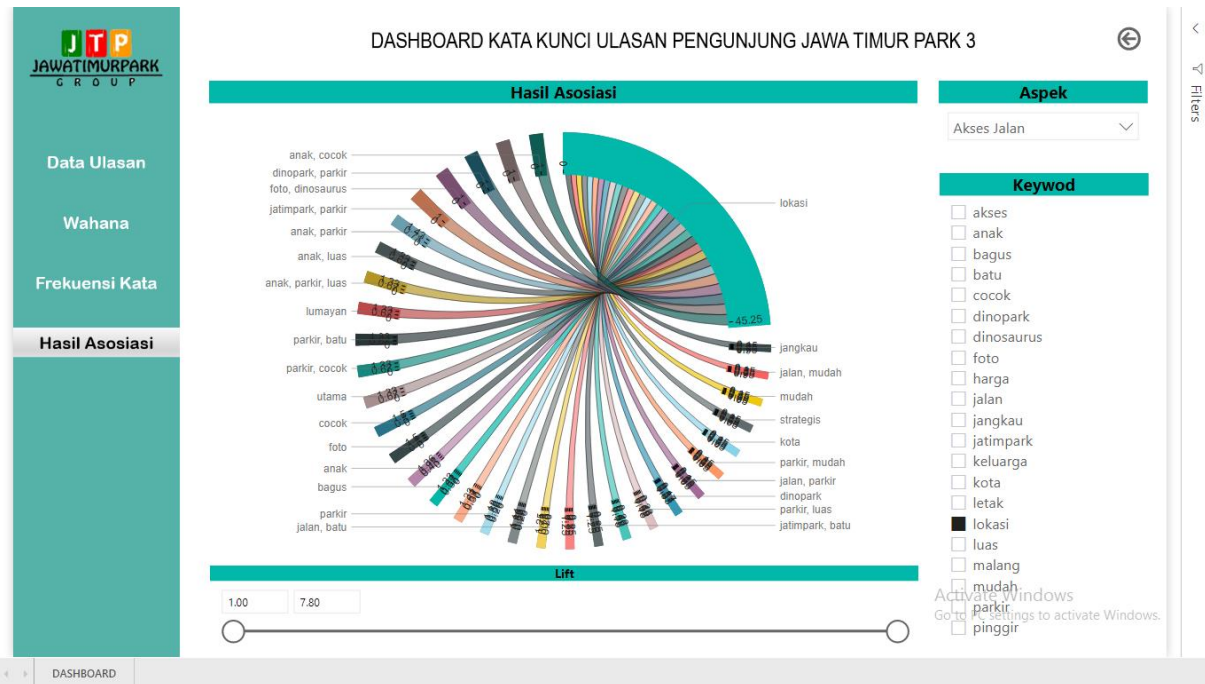 JTP
JAWATIMURPARK
GROUP
DASHBOARD KATA KUNCI ULASAN PENGUNJUNG JAWA TIMUR PARK 3
Filters
Data Ulasan
Wahana
Frekuensi Kata
Hasil Asosiasi
Hasil Asosiasi
anak, cocok
dinopark, parkir
foto, dinosaurus
jatimpark, parkir
anak, parkir
anak, luas
anak, parkir, luas
lumayan
parkir, batu
parkir, cocok
utama
cocok
foto
anak
bagus
parkir
jalan, batu
lokasi
45.25
jangkau
jalan, mudah
mudah
strategis
kota
parkir, mudah
jalan, parkir
dinopark
parkir, luas
jatimpark, batu
Lift
1.00
7.80
Aspek
Akses Jalan
Keywod
akses
anak
bagus
batu
cocok
dinopark
dinosaurus
foto
harga
jalan
jangkau
jatimpark
keluarga
kota
letak
lokasi
luas
malang
mudah
parkir
pinggir
Activate Windows
Go to PC settings to activate Windows.
DASHBOARD